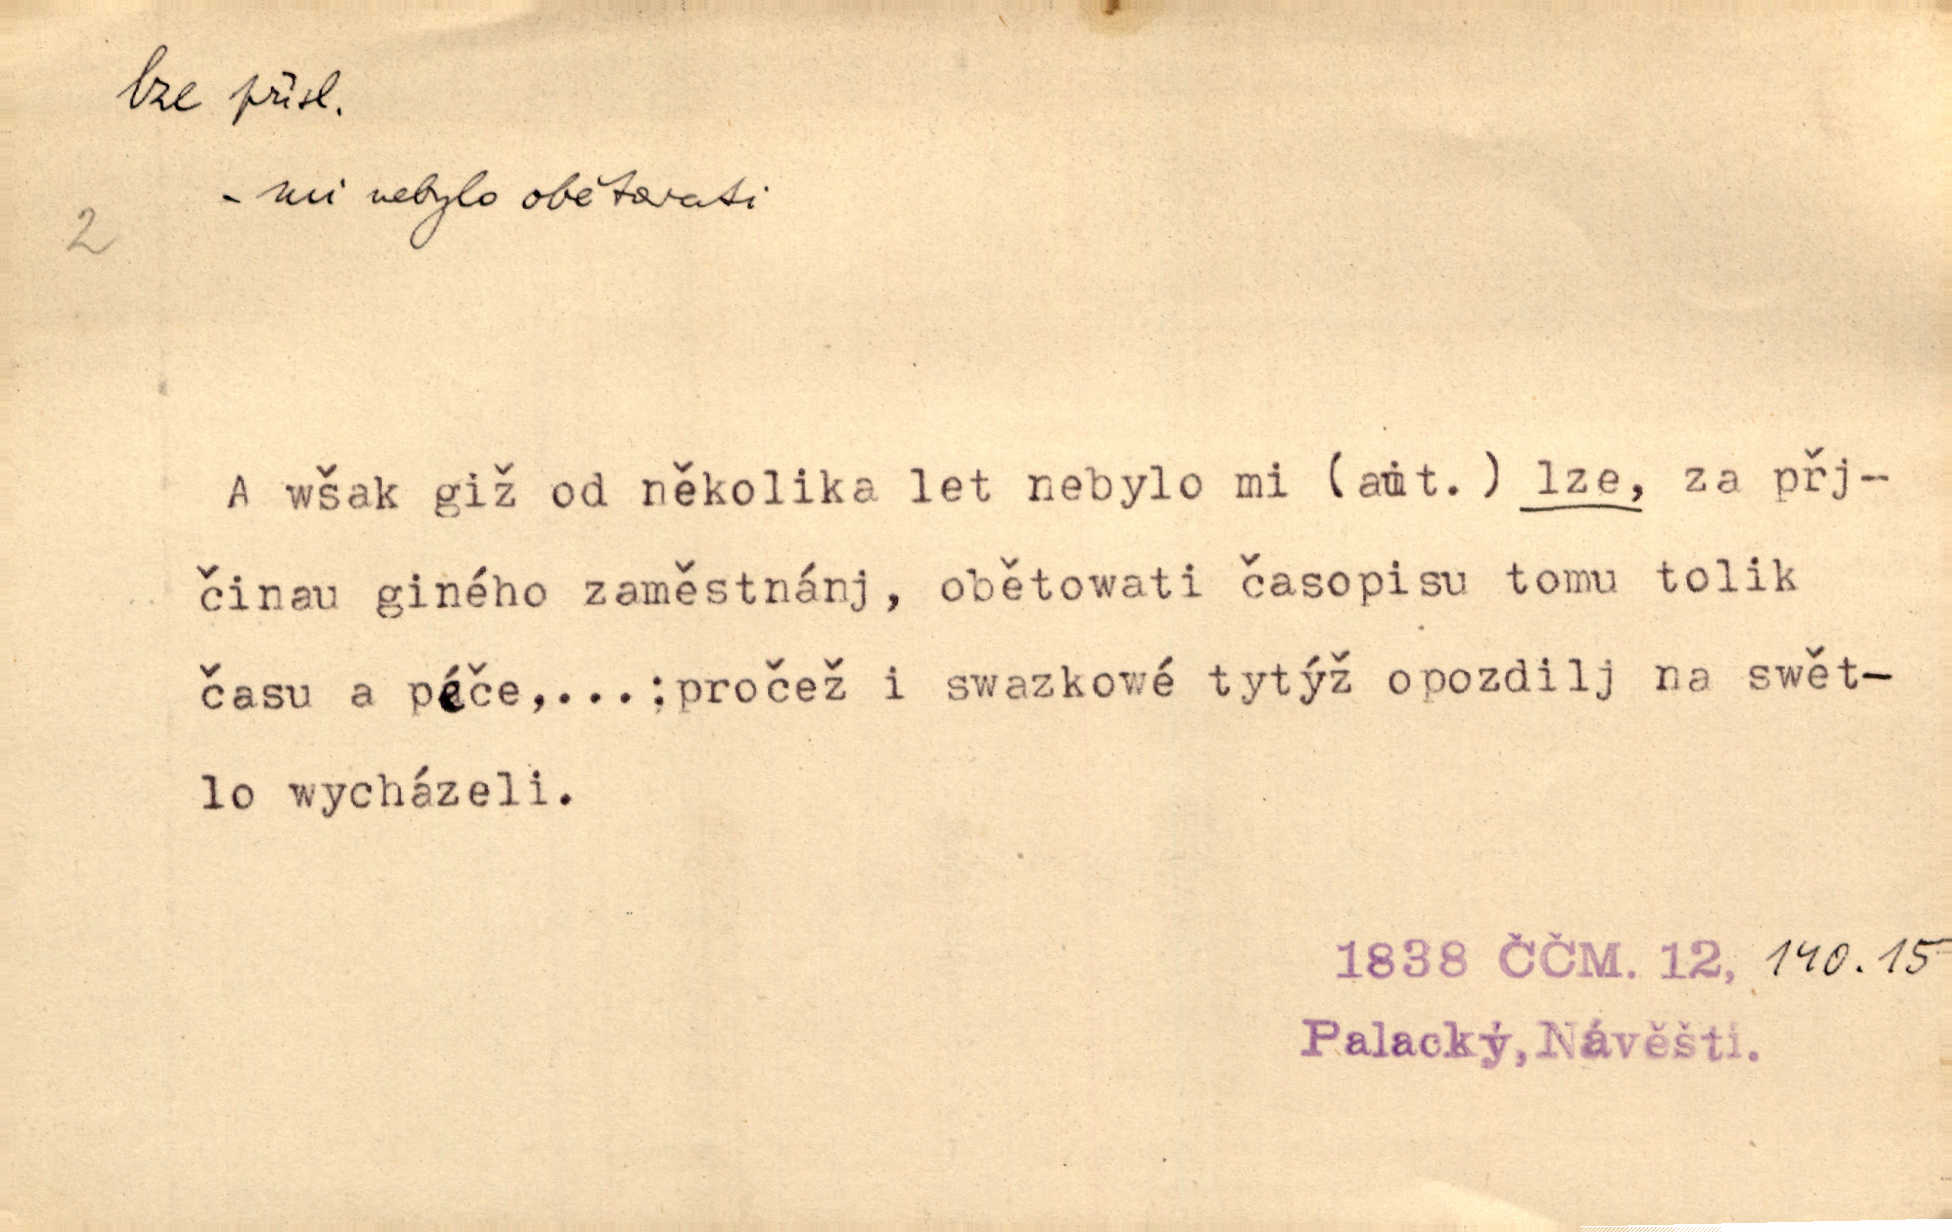 lze přísl.
- mi nebylo obětovati
2
A wšak giž od několika let nebylo mi (aut.) lze, za přj-
činau giného zaměstnánj, obětowati časopisu tomu tolik
času a péče,...;pročež i swazkowé tytýž opozdilj na swět-
lo wycházeli.
1838 ČČM. 12, 140.15
Palacký, Návěští.